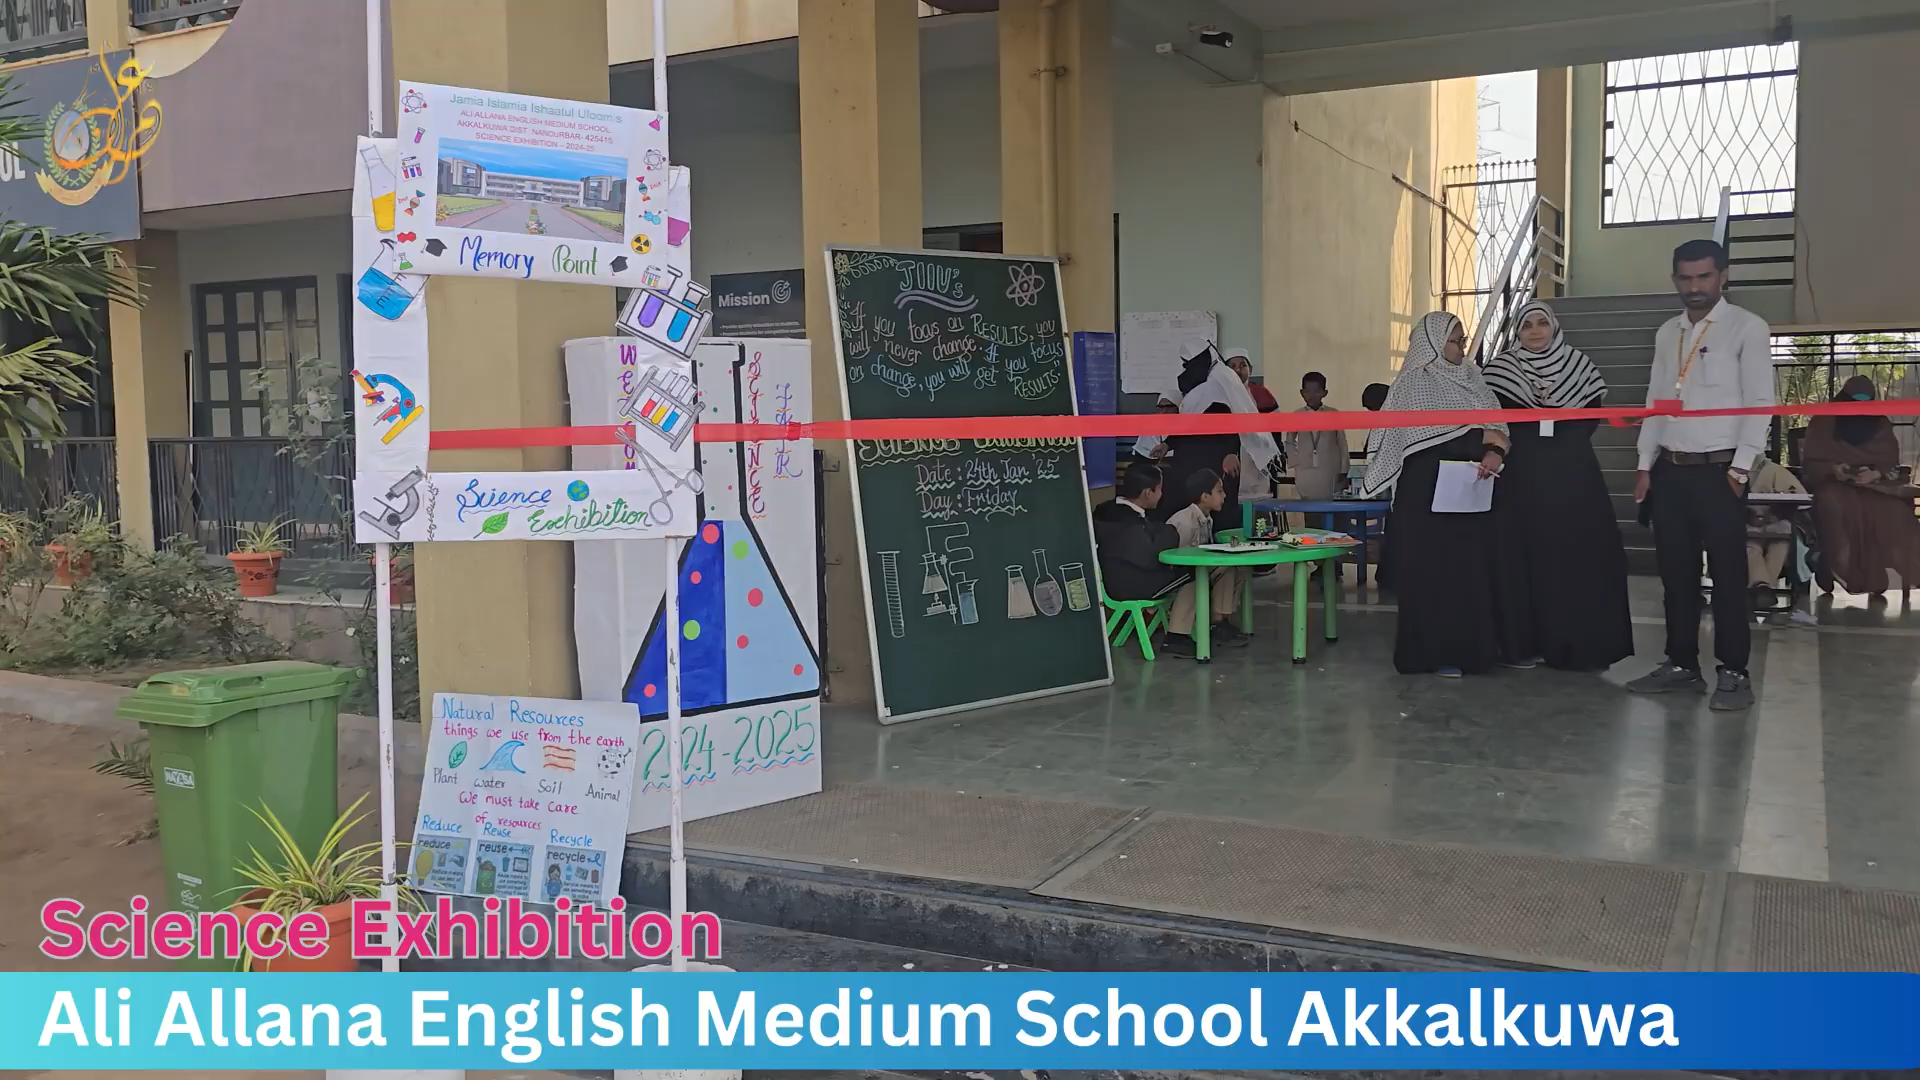 Jamia Islamia Ishaatul Uloom's
ALI ALLANA ENGLISH MEDIUM SCHOOL
AKKALKUWA DIST. NANDURBAR- 425415
SCIENCE EXHIBITION – 2024-25
Memory Point
Science
Exhibition
Mission
JIIU's
If you focus on RESULTS, you
will never change. If you focus
on change, you will get
RESULTS."
Date : 24th Jan '25
Day : Friday
SCIENCE
FAIR
2024-2025
Natural Resources
things we use from the earth
Plant water Soil Animal
We must take care
of resources
Reduce Reuse Recycle
reduce reuse recycle
Science Exhibition
Ali Allana English Medium School Akkalkuwa